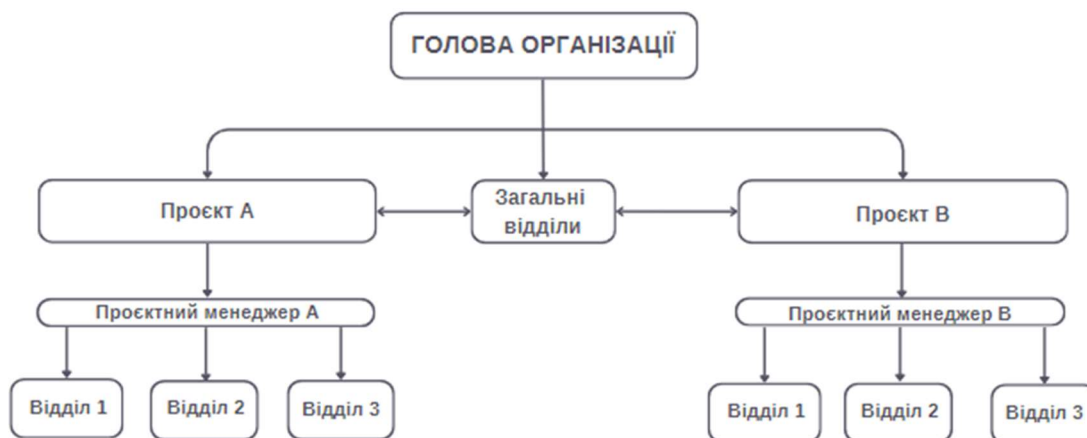 ГОЛОВА ОРГАНІЗАЦІЇ
Проєкт А
Загальні
відділи
Проєкт В
Проєктний менеджер А
Проєктний менеджер В
Відділ 1
Відділ 2
Відділ 3
Відділ 1
Відділ 2
Відділ 3